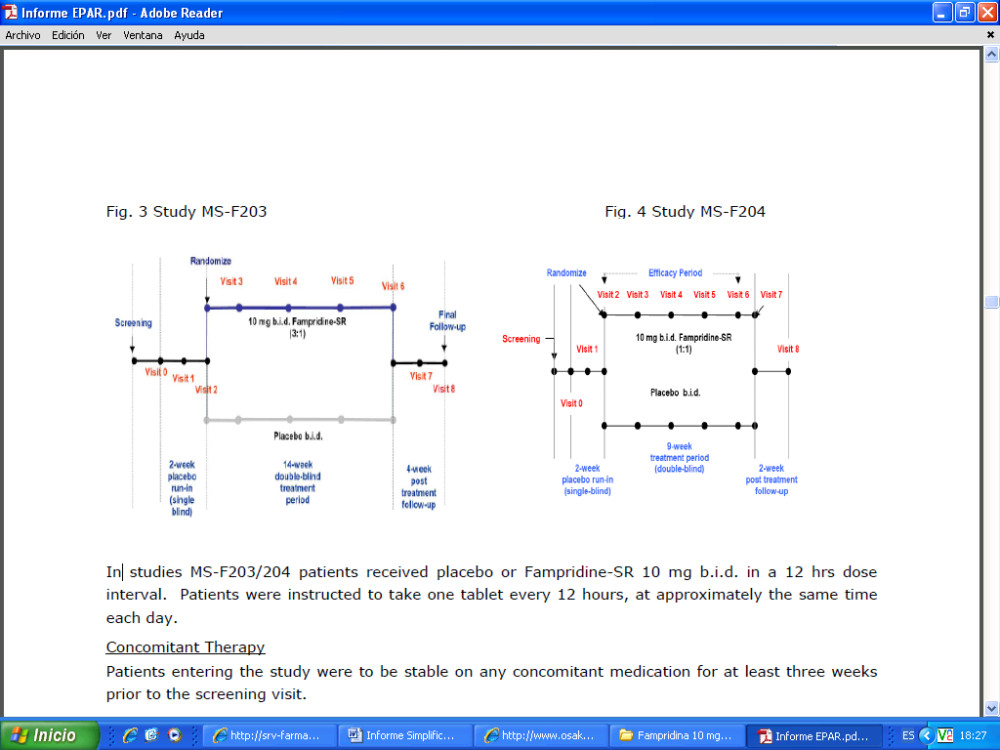 Informe EPAR.pdf - Adobe Reader
Archivo Edición Ver Ventana Ayuda
Fig. 3 Study MS-F203
Fig. 4 Study MS-F204
Randomize
Visit 3 Visit 4 Visit 5 Visit 6
10 mg b.i.d. Fampridine-SR
(3:1)
Screening
Final
Follow-up
Visit 0 Visit 1
Visit 2
Visit 7
Visit 8
Placebo b.i.d.
2-week
placebo
run-in
(single
blind)
14-week
double-blind
treatment
period
4-week
post
treatment
follow-up
Randomize
Efficacy Period
Visit 2 Visit 3 Visit 4 Visit 5 Visit 6 Visit 7
10 mg b.i.d. Fampridine-SR
(1:1)
Screening
Visit 1
Visit 8
Visit 0
Placebo b.i.d.
9-week
treatment period
(double-blind)
2-week
placebo run-in
(single-blind)
2-week
post treatment
follow-up
In studies MS-F203/204 patients received placebo or Fampridine-SR 10 mg b.i.d. in a 12 hrs dose
interval. Patients were instructed to take one tablet every 12 hours, at approximately the same time
each day.
Concomitant Therapy
Patients entering the study were to be stable on any concomitant medication for at least three weeks
prior to the screening visit.
Inicio http://srv-farma... Informe Simplific... http://www.osak... Fampridina 10 mg... Informe EPAR.pd... ES 18:27